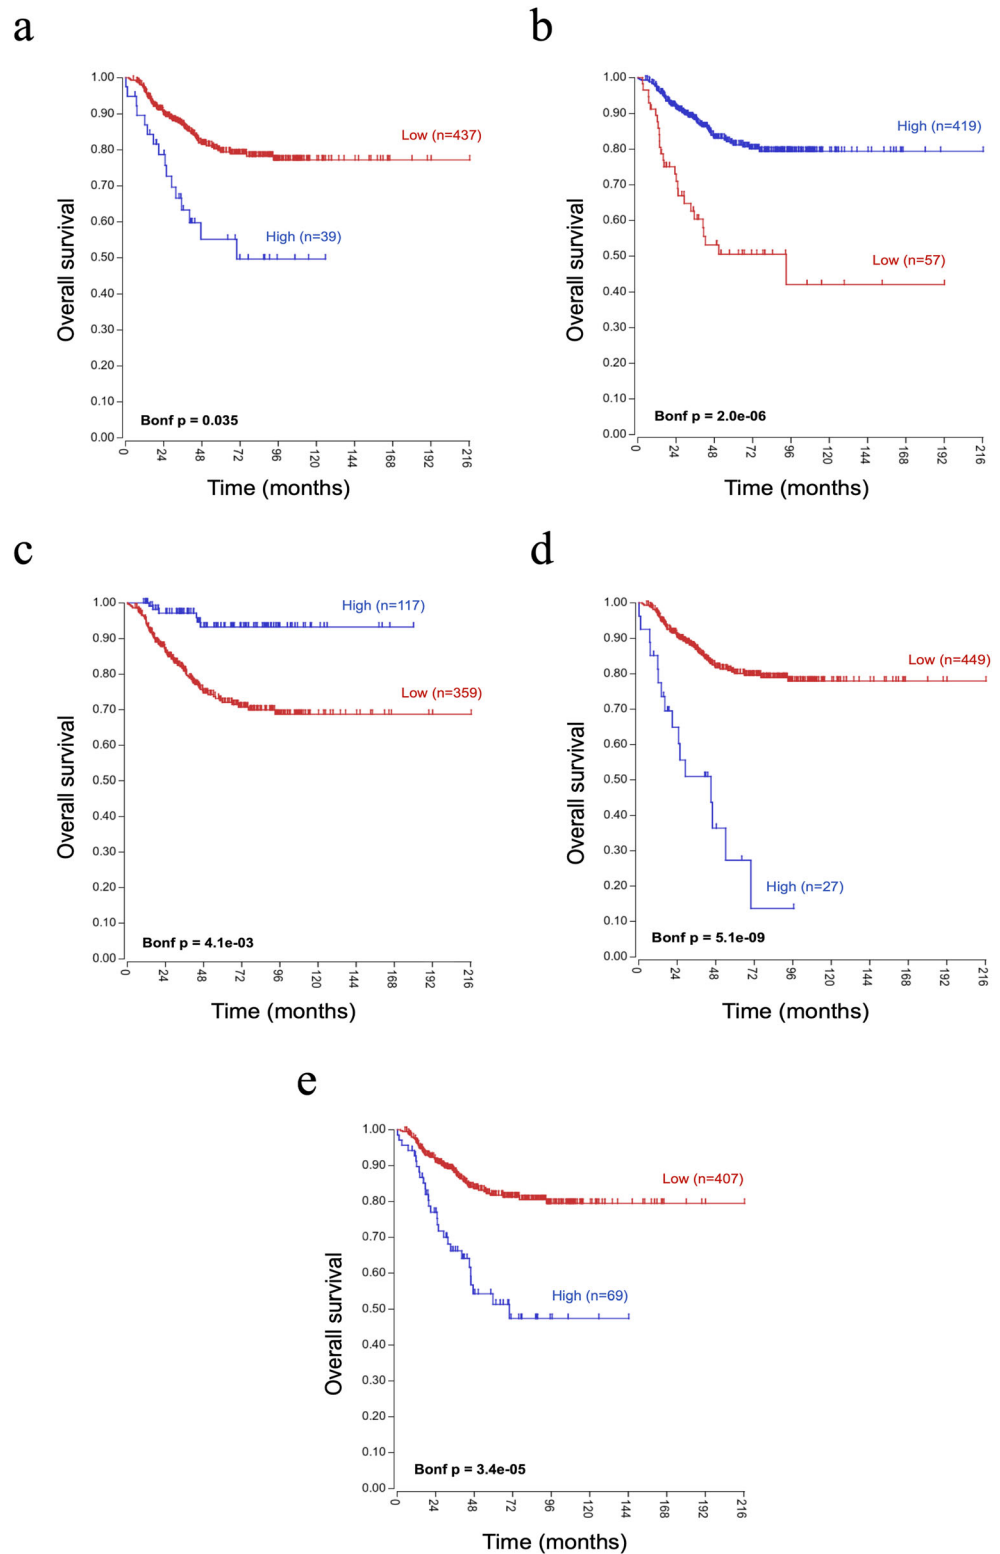 a
1.00
0.90
0.80
0.70
0.60
0.50
0.40
0.30
0.20
0.10
0.00
Overall survival
Low (n=437)
High (n=39)
Bonf p = 0.035
0 24 48 72 96 120 144 168 192 216
Time (months)
b
1.00
0.90
0.80
0.70
0.60
0.50
0.40
0.30
0.20
0.10
0.00
Overall survival
High (n=419)
Low (n=57)
Bonf p = 2.0e-06
0 24 48 72 96 120 144 168 192 216
Time (months)
c
1.00
0.90
0.80
0.70
0.60
0.50
0.40
0.30
0.20
0.10
0.00
Overall survival
High (n=117)
Low (n=359)
Bonf p = 4.1e-03
0 24 48 72 96 120 144 168 192 216
Time (months)
d
1.00
0.90
0.80
0.70
0.60
0.50
0.40
0.30
0.20
0.10
0.00
Overall survival
Low (n=449)
High (n=27)
Bonf p = 5.1e-09
0 24 48 72 96 120 144 168 192 216
Time (months)
e
1.00
0.90
0.80
0.70
0.60
0.50
0.40
0.30
0.20
0.10
0.00
Overall survival
Low (n=407)
High (n=69)
Bonf p = 3.4e-05
0 24 48 72 96 120 144 168 192 216
Time (months)